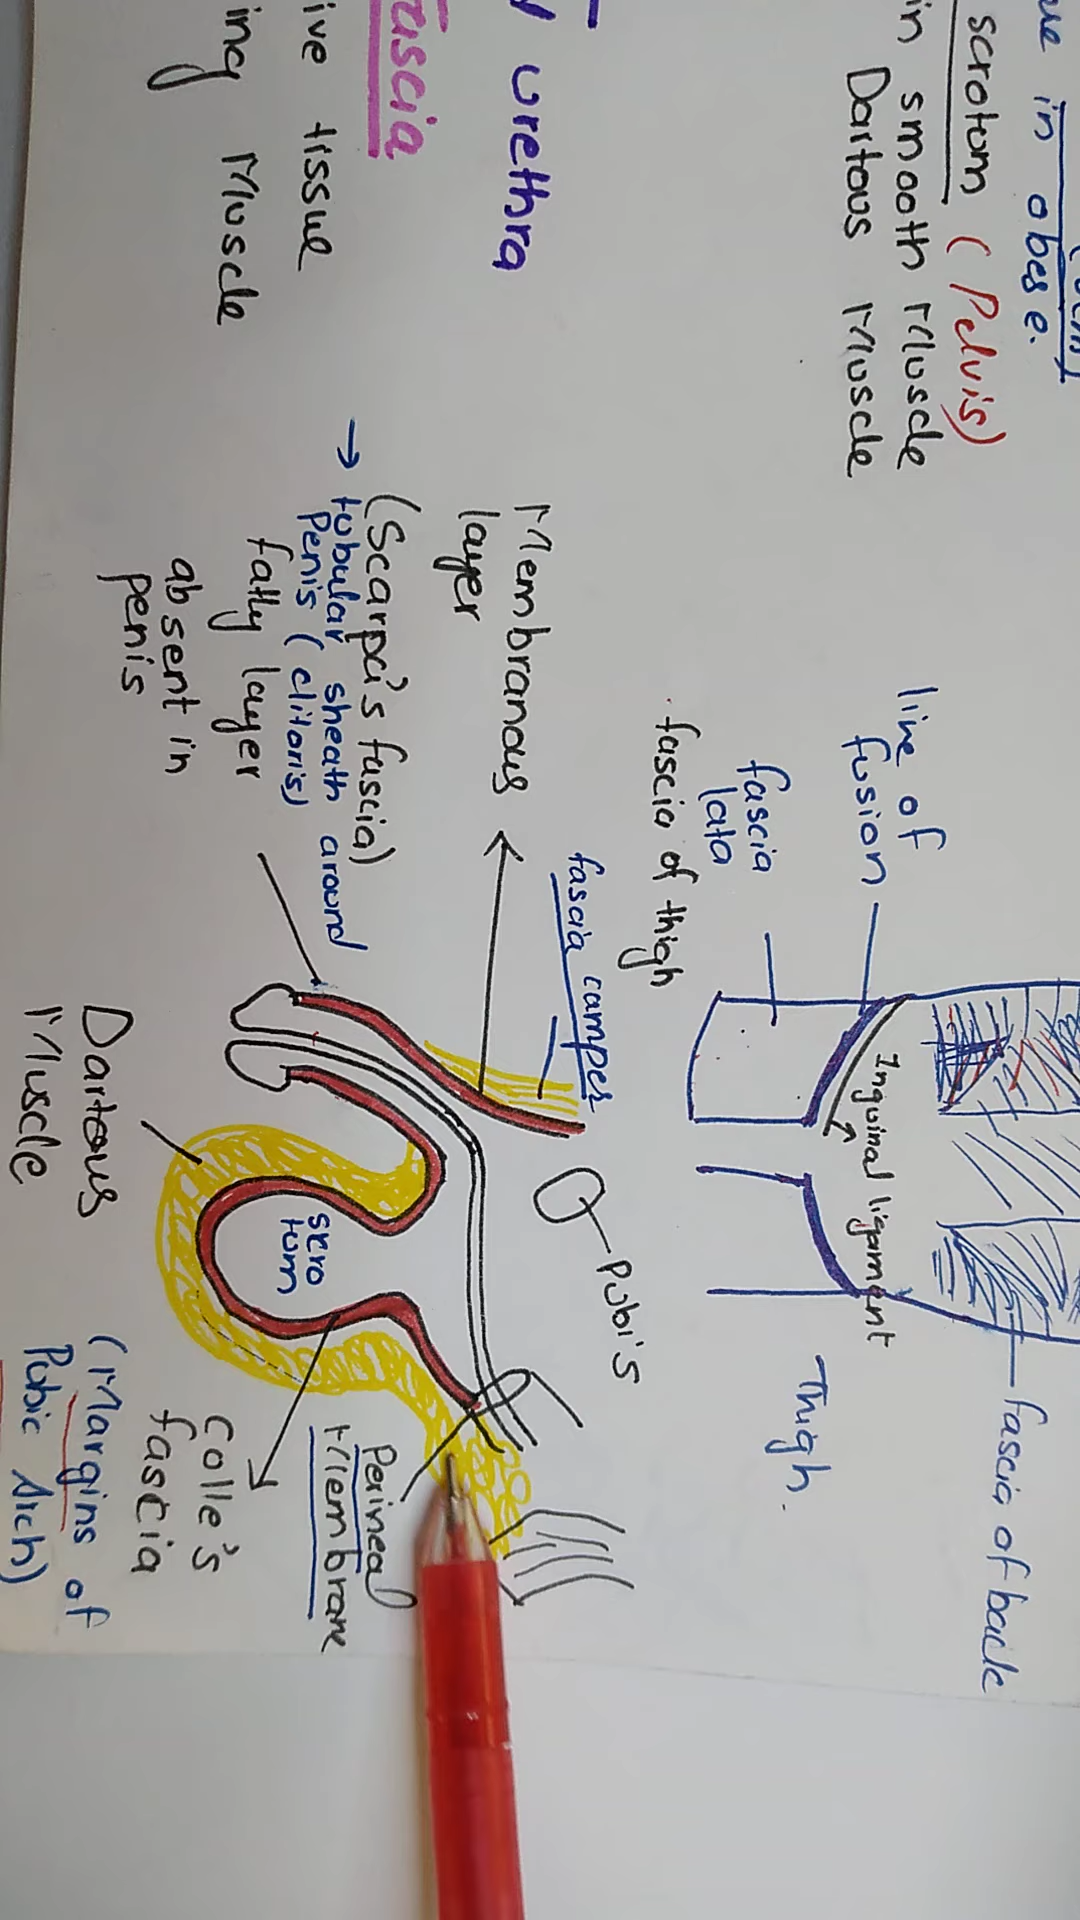 in obese.
scrotum (Pelvis)
in smooth Muscle
Dartous Muscle
urethra
fascia
ive tissue
ing Muscle
line of
fusion
fascia
lata
fascia of thigh
Inguinal ligament
Thigh.
fascia of back
Membranous
layer
(Scarpa's fascia)
→ tubular sheath around
Penis (clitoris)
fatty layer
absent in
penis
fascia camper
Pubis
scro
tum
Dartous
Muscle
Perineal
Membrane
Colle's
fascia
(Margins of
Pubic Arch)